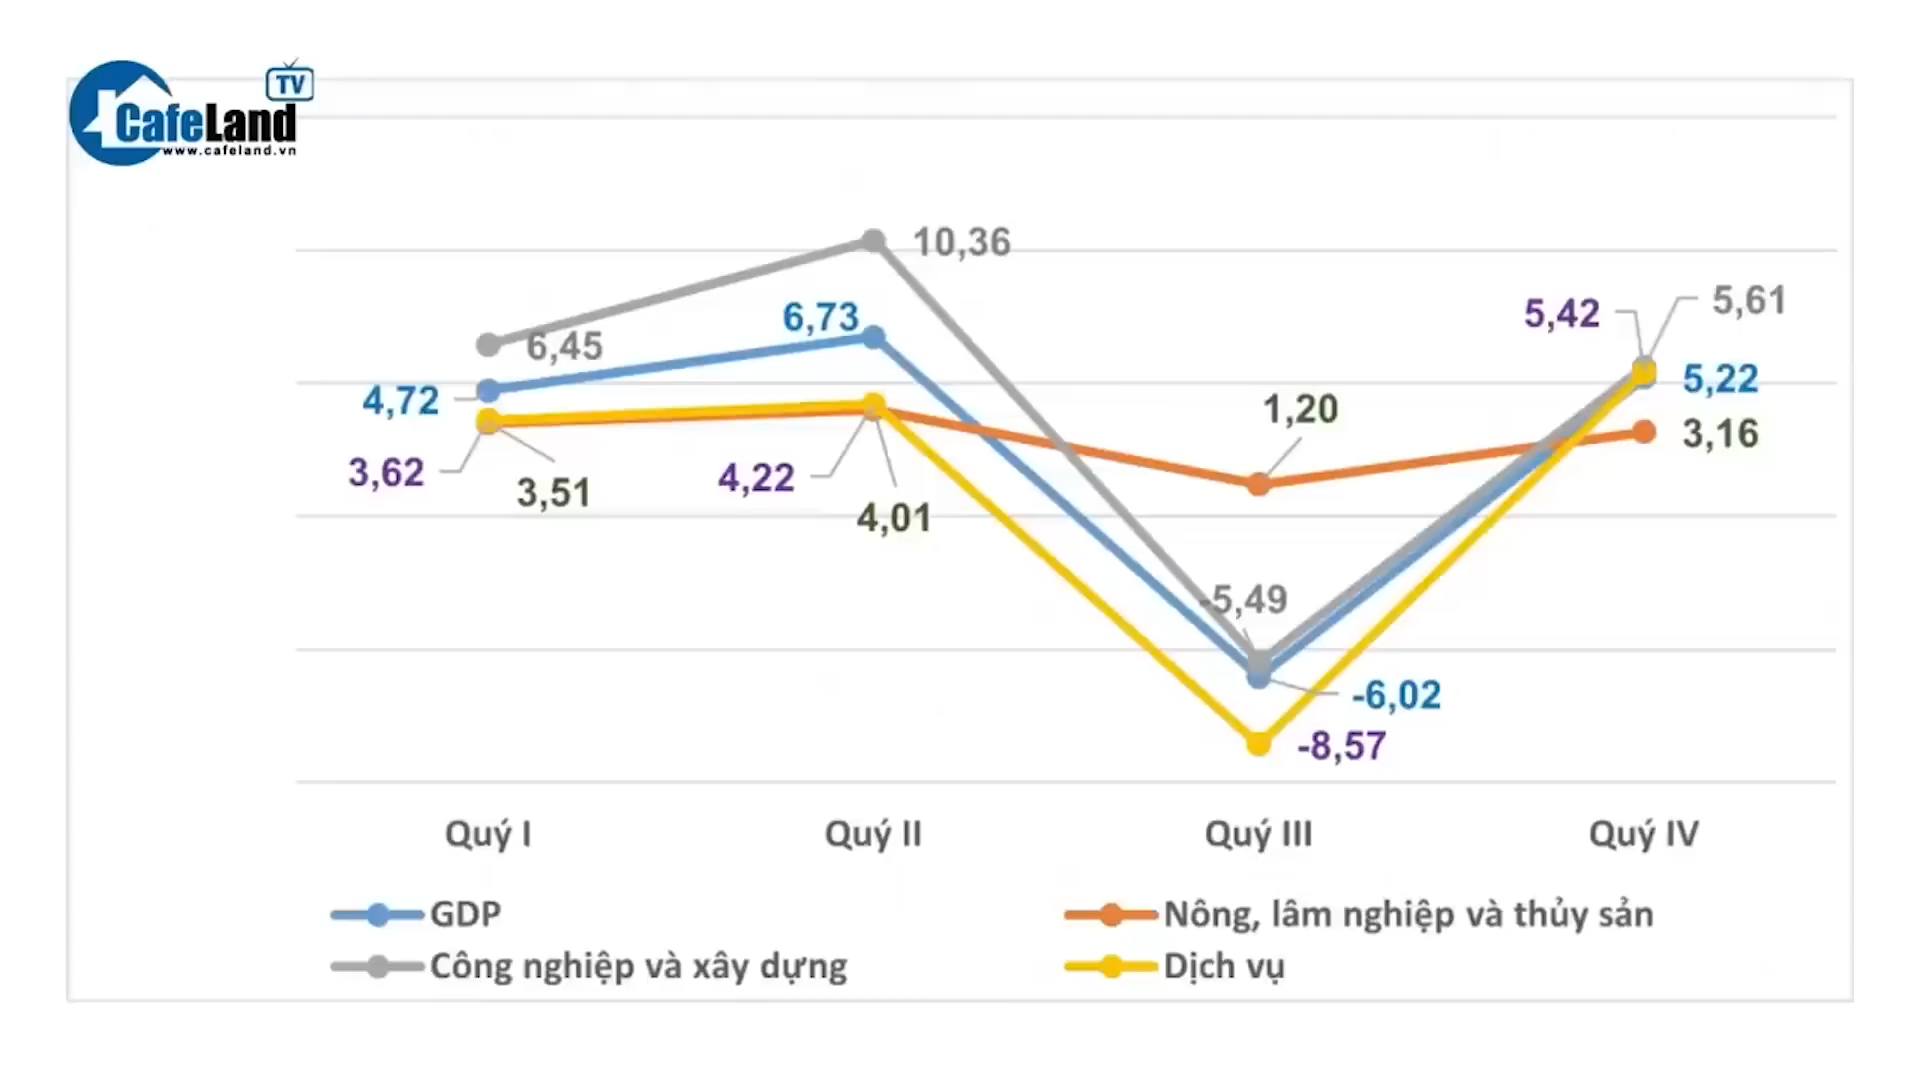 TV
CafeLand
www.cafeland.vn
10,36
6,73
6,45
4,72
3,62
3,51
4,22
4,01
1,20
-5,49
-6,02
-8,57
5,42
5,61
5,22
3,16
Quý I
Quý II
Quý III
Quý IV
GDP
Nông, lâm nghiệp và thủy sản
Công nghiệp và xây dựng
Dịch vụ